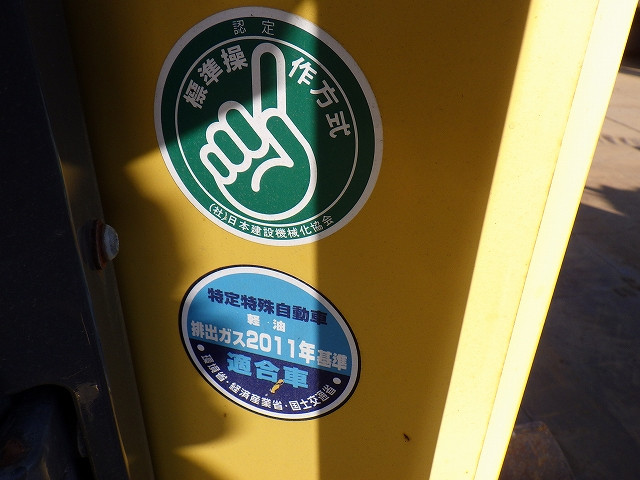 認定
標準操作方式
(社)日本建設機械化協会
特定特殊自動車
軽油
排出ガス2011年基準
適合車
・環境省・経済産業省・国土交通省・